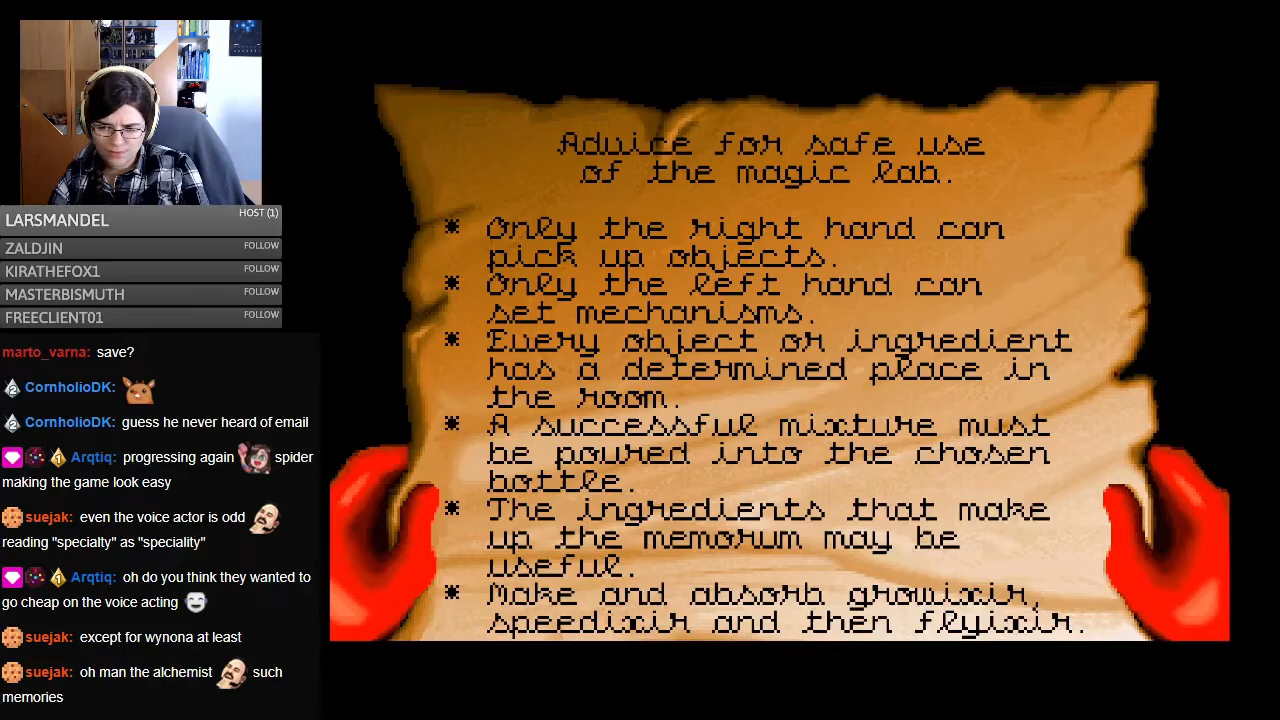 LARSMANDEL
HOST (1)
ZALDJIN
FOLLOW
KIRATHEFOX1
FOLLOW
MASTERBISMUTH
FOLLOW
FREECLIENT01
FOLLOW
marto_varna: save?
CornholioDK:
CornholioDK: guess he never heard of email
Arqtiq: progressing again spider
making the game look easy
suejak: even the voice actor is odd
reading "specialty" as "speciality"
Arqtiq: oh do you think they wanted to
go cheap on the voice acting
suejak: except for wynona at least
suejak: oh man the alchemist such
memories
Advice for safe use
of the magic lab.
* Only the right hand can
pick up objects.
* Only the left hand can
set mechanisms.
* Every object or ingredient
has a determined place in
the room.
* A successful mixture must
be poured into the chosen
bottle.
* The ingredients that make
up the memorum may be
useful.
* Make and absorb growixir,
speedixir and then flyixir.